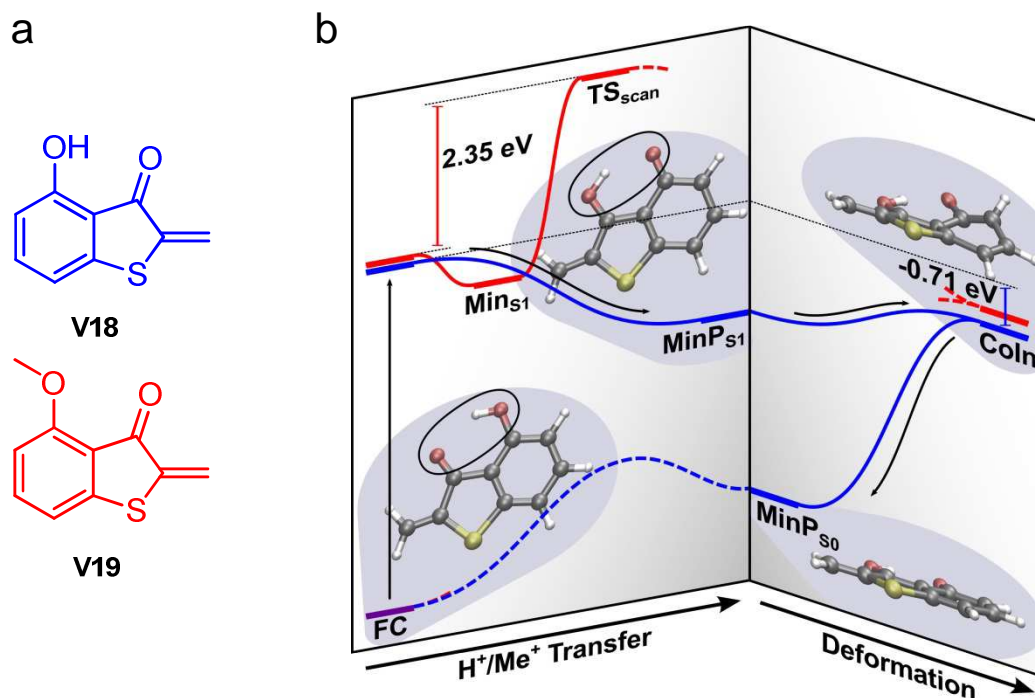 a
OH
O
S
V18
O
O
S
V19
b
TSscan
2.35 eV
MinS1
MinPS1
-0.71 eV
CoIn
MinPS0
FC
H+/Me+ Transfer
Deformation